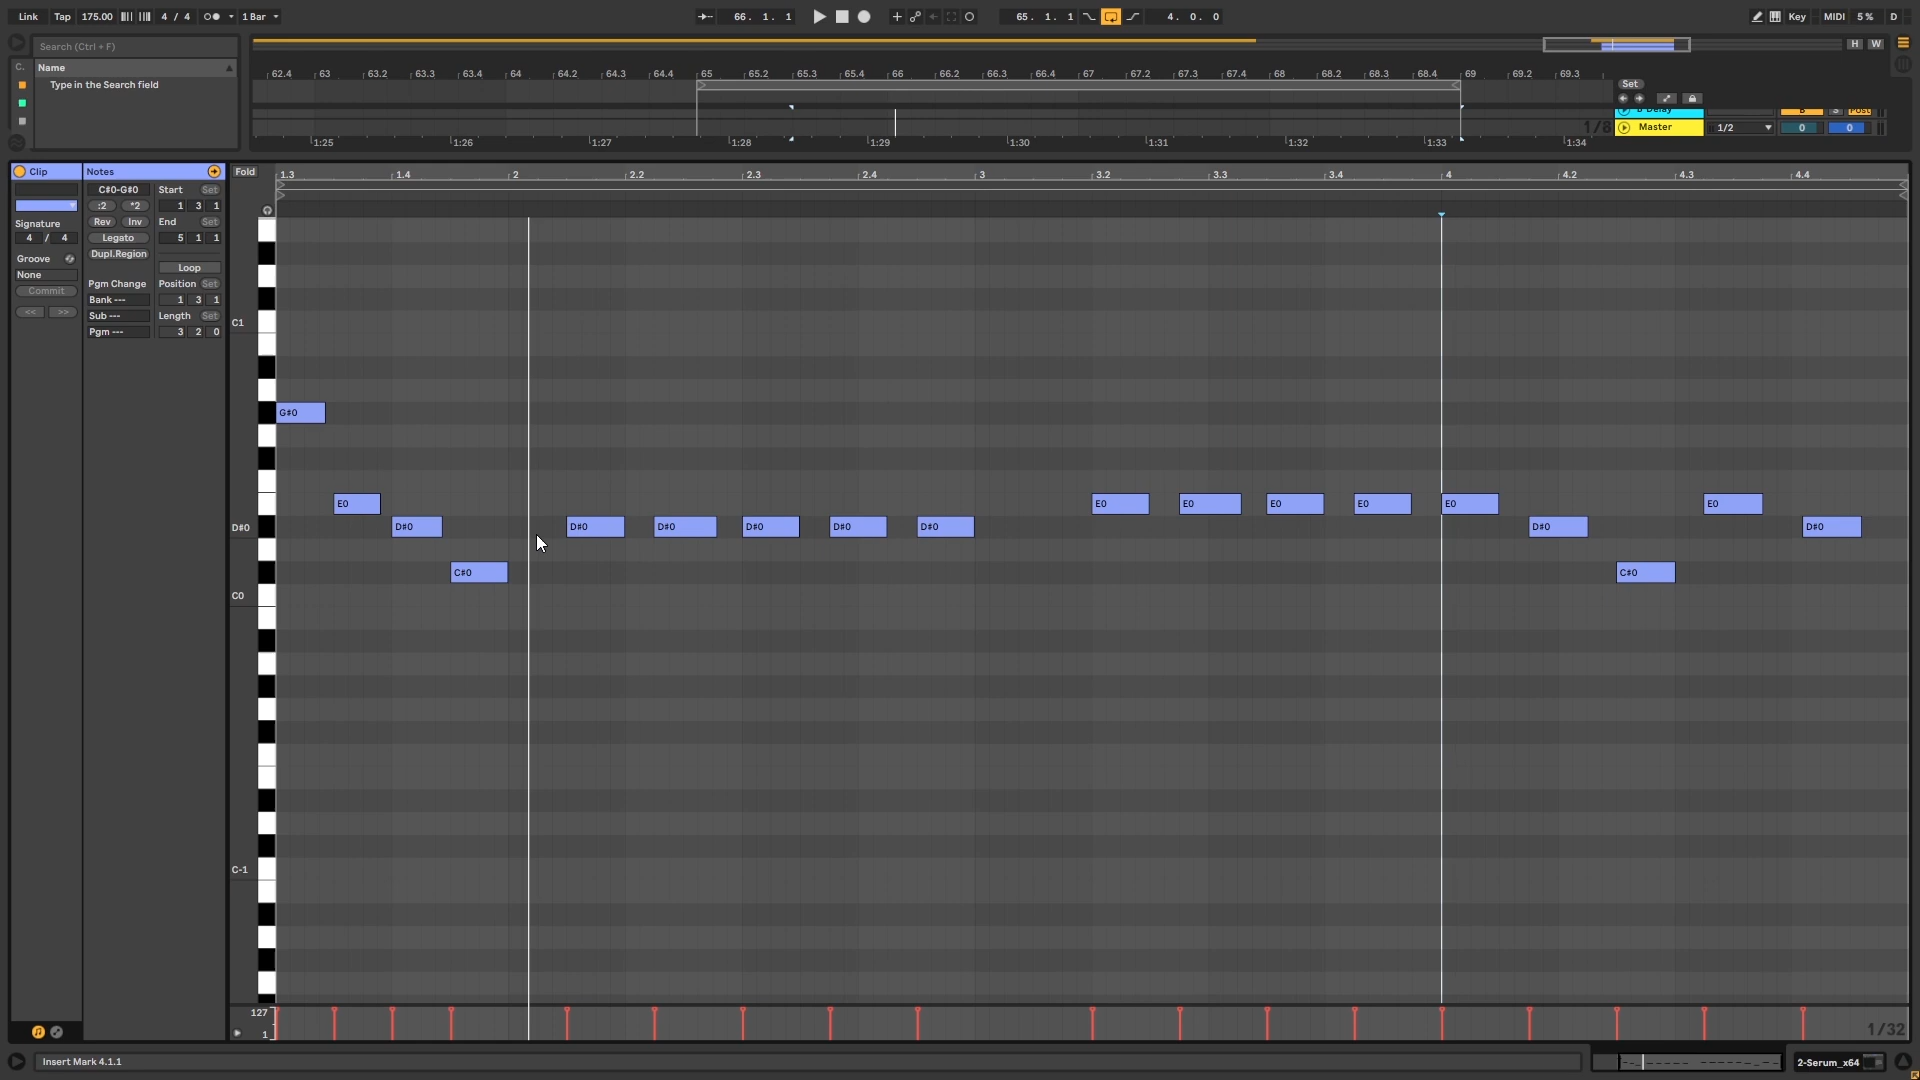 Link Tap 175.00 4 / 4 1 Bar 66. 1. 1 65. 1. 1 4. 0. 0 Key MIDI 5 % D
Search (Ctrl + F)
H W
C. Name
Type in the Search field
62.4 63 63.2 63.3 63.4 64 64.2 64.3 64.4 65 65.2 65.3 65.4 66 66.2 66.3 66.4 67 67.2 67.3 67.4 68 68.2 68.3 68.4 69 69.2 69.3
Set
1/8 Master 1/2 0 0
1:25 1:26 1:27 1:28 1:29 1:30 1:31 1:32 1:33 1:34
Clip Notes Fold 1.3 1.4 2 2.2 2.3 2.4 3 3.2 3.3 3.4 4 4.2 4.3 4.4
C#0-G#0 Start Set
:2 *2 1 3 1
Signature Rev Inv End Set
4 / 4 Legato 5 1 1
Groove Dupl.Region
None Loop
Commit Pgm Change Position Set
Bank --- 1 3 1
<< >> Sub --- Length Set
Pgm --- 3 2 0
C1
G#0
E0 E0 E0 E0 E0 E0 E0
D#0 D#0 D#0 D#0 D#0 D#0 D#0 D#0 D#0
C#0 C#0
C0
C-1
127
1
1/32
Insert Mark 4.1.1 2-Serum_x64